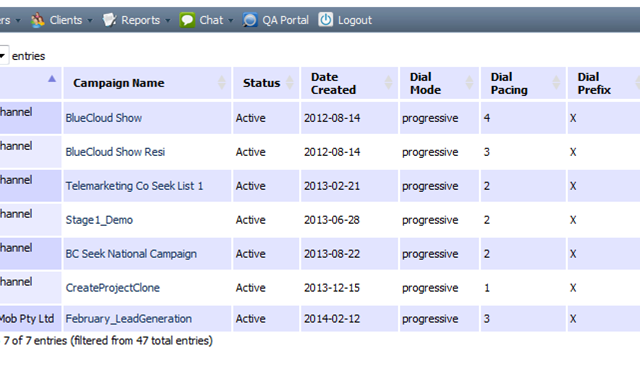 Clients Reports Chat QA Portal Logout
entries
Campaign Name Status Date Created Dial Mode Dial Pacing Dial Prefix
hannel BlueCloud Show Active 2012-08-14 progressive 4 X
hannel BlueCloud Show Resi Active 2012-08-14 progressive 3 X
hannel Telemarketing Co Seek List 1 Active 2013-02-21 progressive 2 X
hannel Stage1_Demo Active 2013-06-28 progressive 2 X
hannel BC Seek National Campaign Active 2013-08-22 progressive 2 X
hannel CreateProjectClone Active 2013-12-15 progressive 1 X
Mob Pty Ltd February_LeadGeneration Active 2014-02-12 progressive 3 X
7 of 7 entries (filtered from 47 total entries)